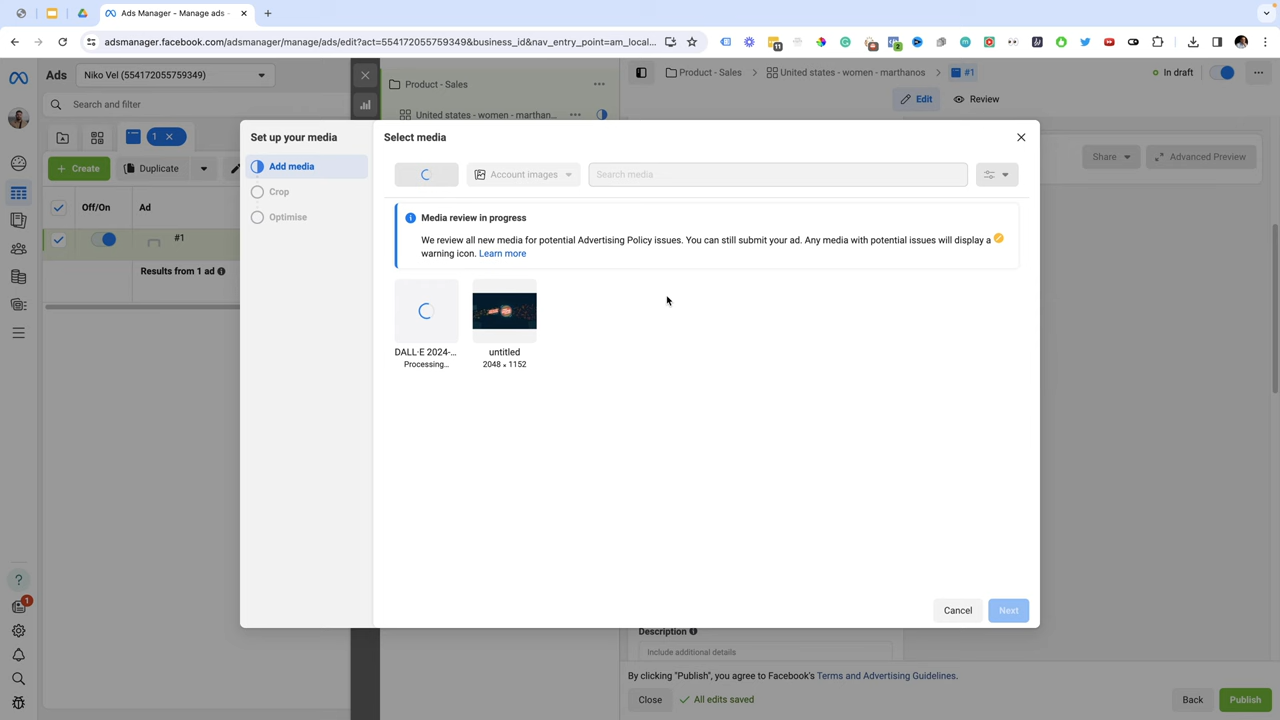 Ads Manager - Manage ads -
adsmanager.facebook.com/adsmanager/manage/ads/edit?act=554172055759349&business_id&nav_entry_point=am_local...
11
2
Ads
Niko Vel (554172055759349)
Search and filter
1
Create
Duplicate
Off/On
Ad
#1
Results from 1 ad
?
1
Product - Sales
United states - women - marthan...
Product - Sales
United states - women - marthanos
#1
In draft
Edit
Review
Share
Advanced Preview
Set up your media
Add media
Crop
Optimise
Select media
Account images
Search media
Media review in progress
We review all new media for potential Advertising Policy issues. You can still submit your ad. Any media with potential issues will display a
warning icon. Learn more
DALL·E 2024-...
Processing...
untitled
2048 × 1152
Cancel
Next
Description
Include additional details
By clicking "Publish", you agree to Facebook's Terms and Advertising Guidelines.
Close
All edits saved
Back
Publish